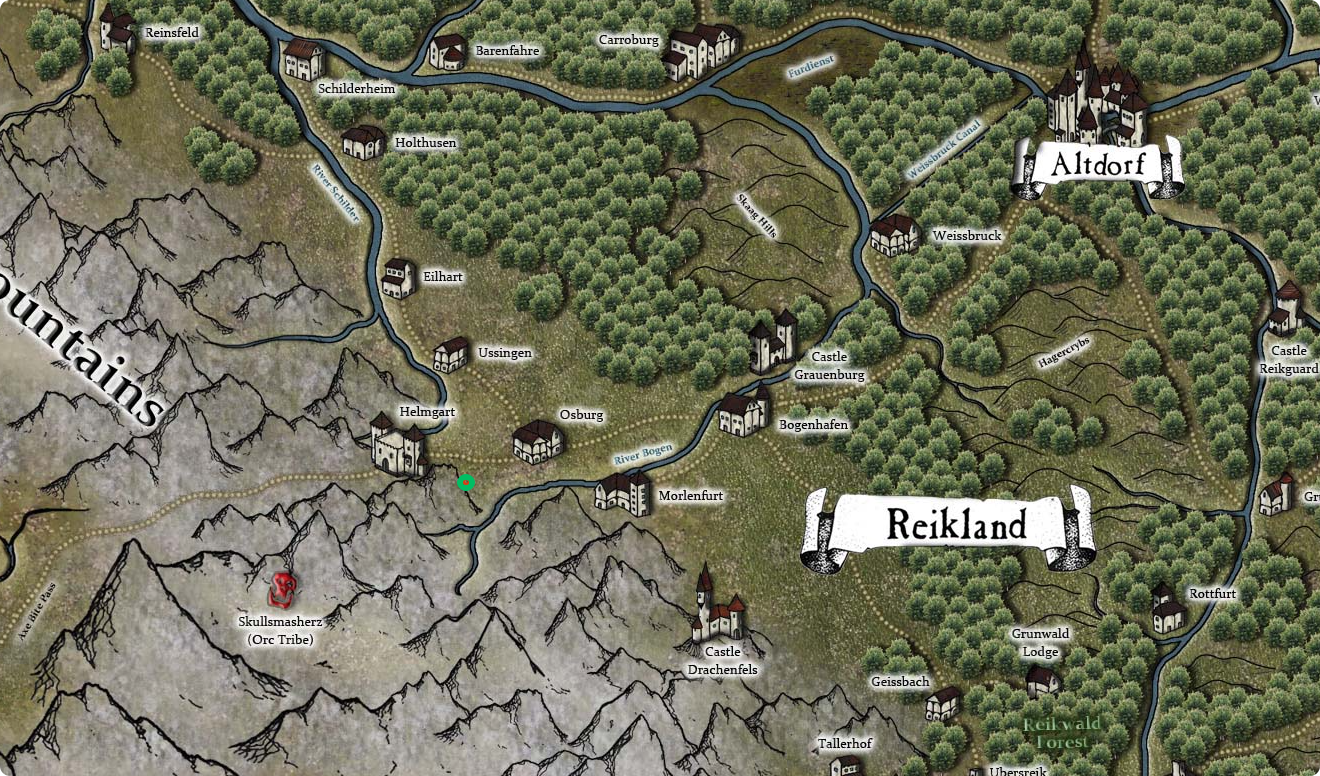 Reinsfeld
Barenfahre
Carroburg
Furdienst
Schilderheim
Holthusen
Weissbruck Canal
Altdorf
River Schilder
Skaag Hills
Weissbruck
Eilhart
ountains
Ussingen
Castle
Grauenburg
Hagercrybs
Castle
Reikguard
Helmgart
Osburg
Bogenhafen
River Bogen
Morlenfurt
Reikland
Gru
Axe Bite Pass
Skullsmasherz
(Orc Tribe)
Rottfurt
Castle
Drachenfels
Grunwald
Lodge
Geissbach
Reikwald
Forest
Tallerhof
Ubersreik